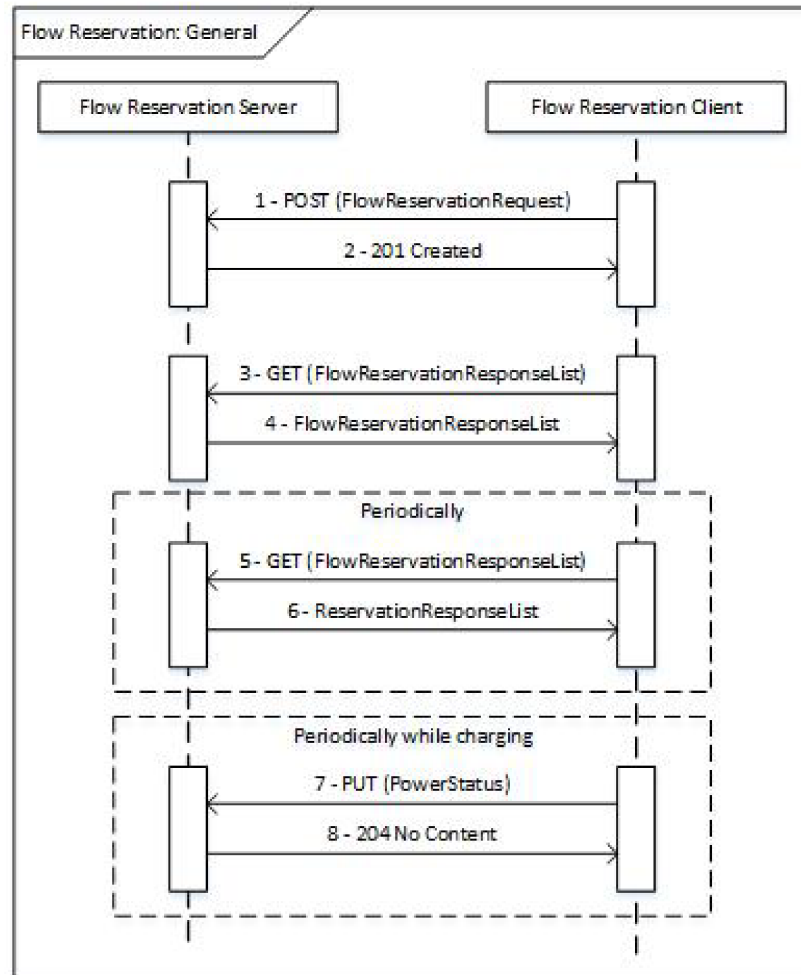 Flow Reservation: General
Flow Reservation Server
Flow Reservation Client
1 - POST (FlowReservationRequest)
2 - 201 Created
3 - GET (FlowReservationResponseList)
4 - FlowReservationResponseList
Periodically
5 - GET (FlowReservationResponseList)
6 - ReservationResponseList
Periodically while charging
7 - PUT (PowerStatus)
8 - 204 No Content